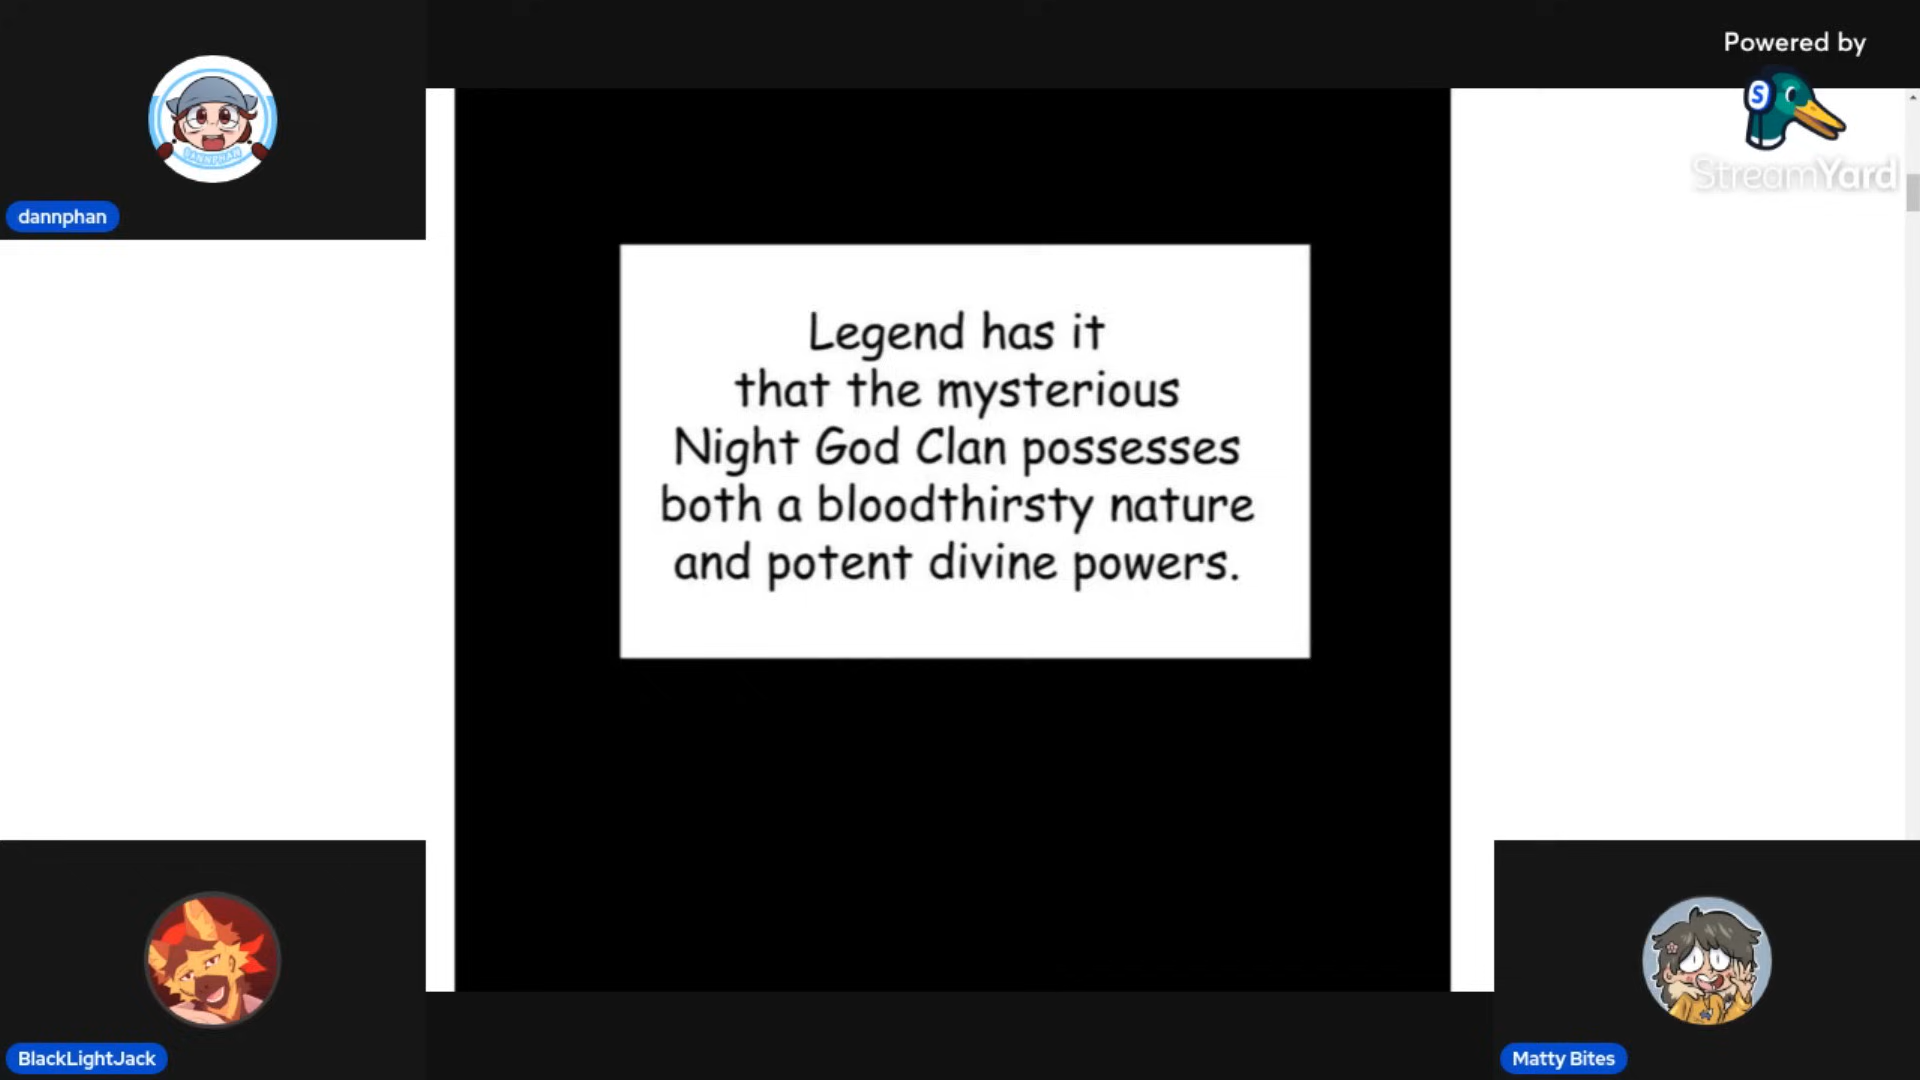 Powered by
S
StreamYard
DANNPHAN
dannphan
Legend has it
that the mysterious
Night God Clan possesses
both a bloodthirsty nature
and potent divine powers.
BlackLightJack
Matty Bites